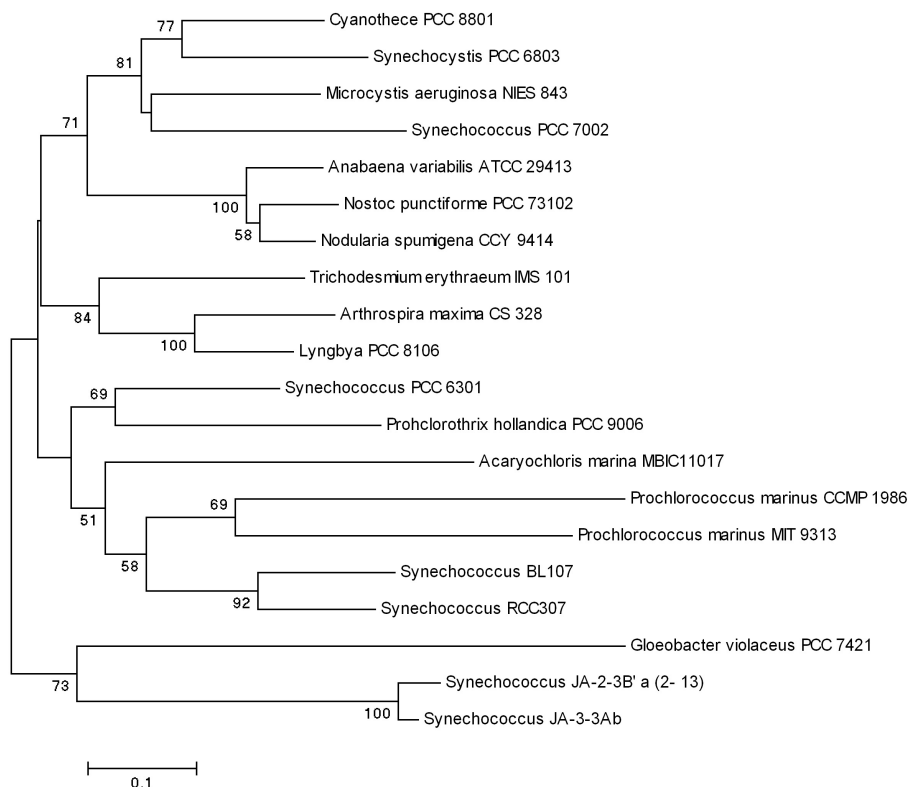 Cyanothece PCC 8801
77
Synechocystis PCC 6803
81
Microcystis aeruginosa NIES 843
71
Synechococcus PCC 7002
Anabaena variabilis ATCC 29413
100
Nostoc punctiforme PCC 73102
58
Nodularia spumigena CCY 9414
Trichodesmium erythraeum IMS 101
84
Arthrospira maxima CS 328
100
Lyngbya PCC 8106
69
Synechococcus PCC 6301
Prohclorothrix hollandica PCC 9006
Acaryochloris marina MBIC11017
51
69
Prochlorococcus marinus CCMP 1986
Prochlorococcus marinus MIT 9313
58
Synechococcus BL107
92
Synechococcus RCC307
Gloeobacter violaceus PCC 7421
73
Synechococcus JA-2-3B' a (2- 13)
100
Synechococcus JA-3-3Ab
0.1